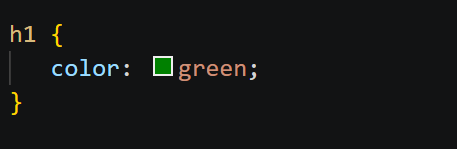 h1 {
color: green;
}